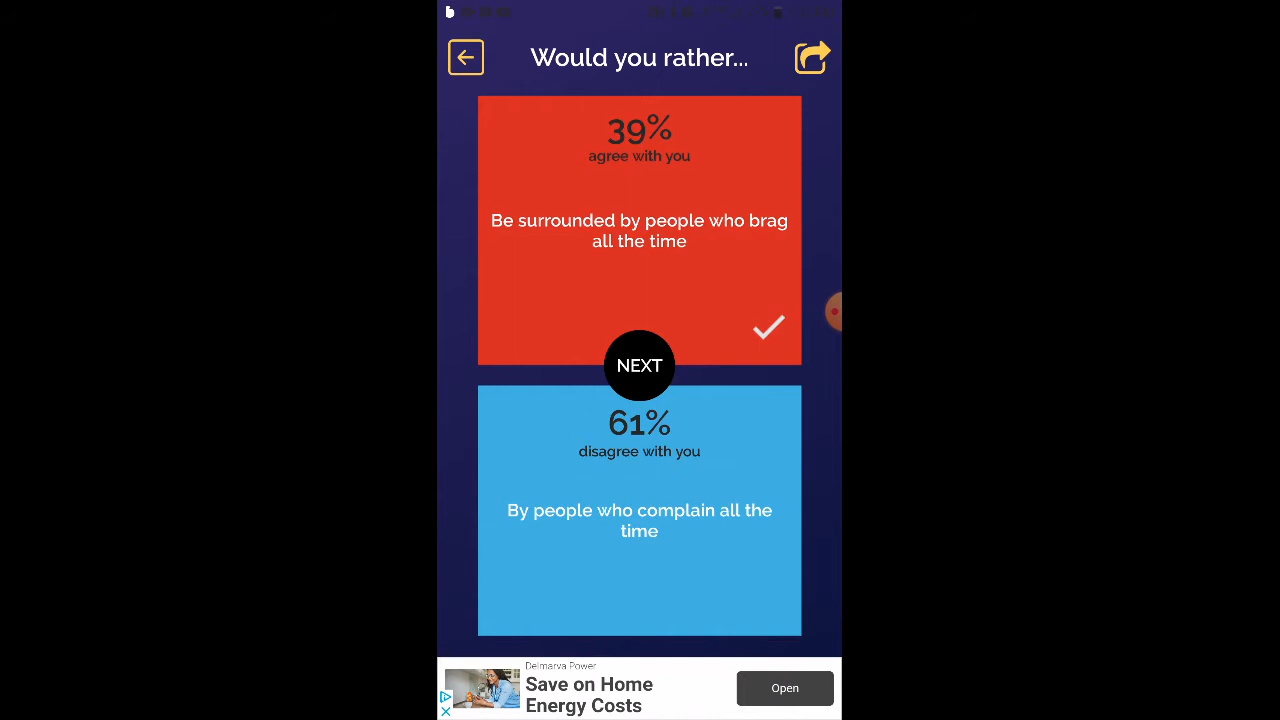 Would you rather...
39%
agree with you
Be surrounded by people who brag
all the time
NEXT
61%
disagree with you
By people who complain all the
time
Delmarva Power
Save on Home
Energy Costs
Open